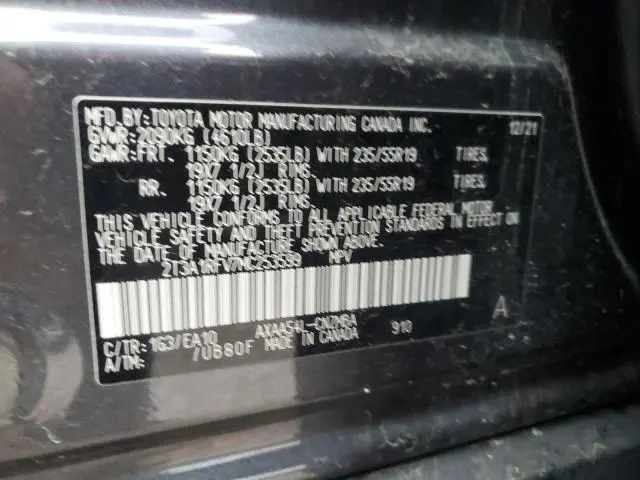 MFD.BY:TOYOTA MOTOR MANUFACTURING CANADA INC. 12/21
GVWR:2090KG (4610LB)
GAWR:FRT. 1150KG (2535LB) WITH 235/55R19 TIRES,
19X7 1/2J RIMS.
RR. 1150KG (2535LB) WITH 235/55R19 TIRES,
19X7 1/2J RIMS.
THIS VEHICLE CONFORMS TO ALL APPLICABLE FEDERAL MOTOR
VEHICLE SAFETY AND THEFT PREVENTION STANDARDS IN EFFECT ON
THE DATE OF MANUFACTURE SHOWN ABOVE.
MPV
A
C/TR:1G3/EA10 910
A/TM: /UB80F MADE IN CANADA